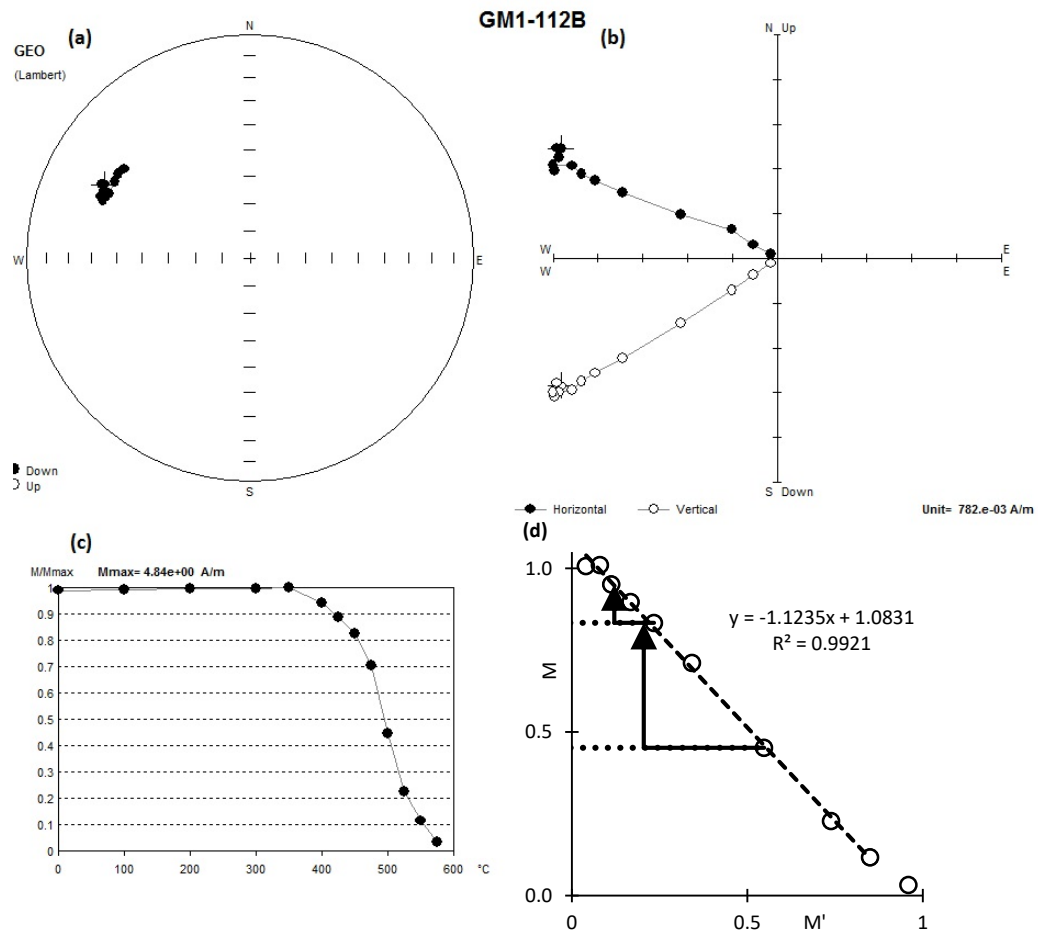 GM1-112B
(a)
GEO
(Lambert)
N
W
E
S
Down
Up
(b)
N Up
W
W
E
E
S Down
Horizontal
Vertical
Unit= 782.e-03 A/m
(c)
M/Mmax
Mmax= 4.84e+00 A/m
1
0.9
0.8
0.7
0.6
0.5
0.4
0.3
0.2
0.1
0
0 100 200 300 400 500 600 °C
(d)
1.0
0.5
0.0
M
y = -1.1235x + 1.0831
R² = 0.9921
0 0.5 M' 1